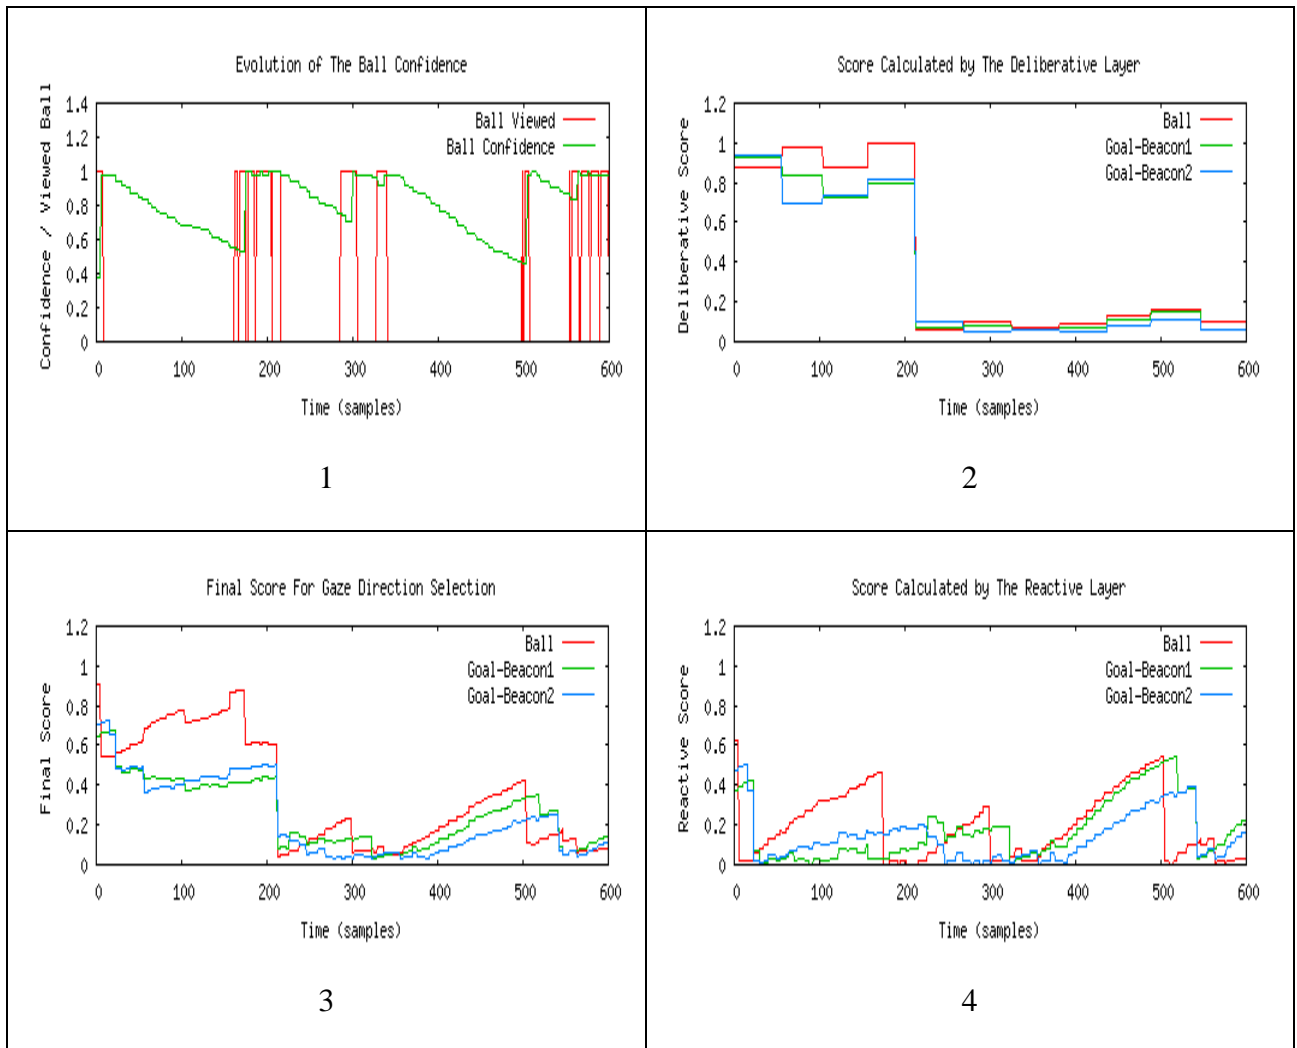 Evolution of The Ball Confidence
Confidence / Viewed Ball
1.4
1.2
1
0.8
0.6
0.4
0.2
0
Ball Viewed
Ball Confidence
0 100 200 300 400 500 600
Time (samples)
1
Score Calculated by The Deliberative Layer
Deliberative Score
1.2
1
0.8
0.6
0.4
0.2
0
Ball
Goal-Beacon1
Goal-Beacon2
0 100 200 300 400 500 600
Time (samples)
2
Final Score For Gaze Direction Selection
Final Score
1.2
1
0.8
0.6
0.4
0.2
0
Ball
Goal-Beacon1
Goal-Beacon2
0 100 200 300 400 500 600
Time (samples)
3
Score Calculated by The Reactive Layer
Reactive Score
1.2
1
0.8
0.6
0.4
0.2
0
Ball
Goal-Beacon1
Goal-Beacon2
0 100 200 300 400 500 600
Time (samples)
4